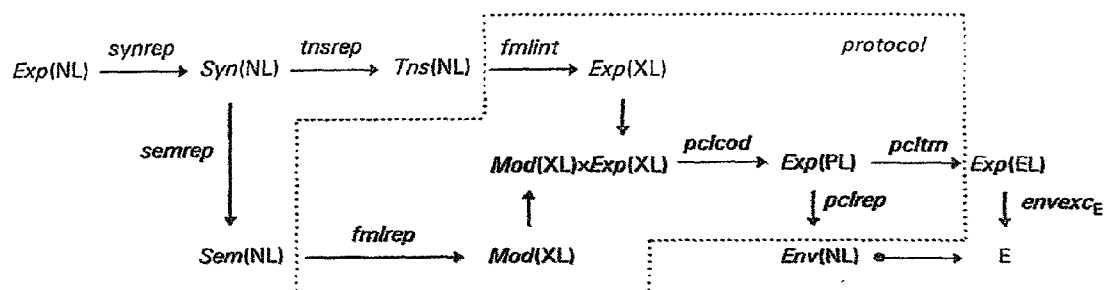 synrep tnsrep fmlint protocol
Exp(NL) Syn(NL) Tns(NL) Exp(XL)
semrep Mod(XL)×Exp(XL) pclcod Exp(PL) pcltrn Exp(EL)
pclrep envexcE
Sem(NL) fmlrep Mod(XL) Env(NL) E